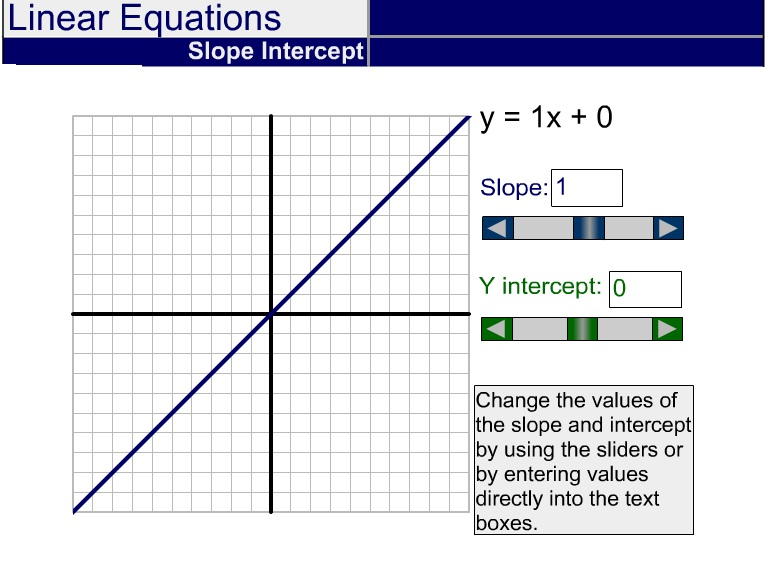 Linear Equations
Slope Intercept
y = 1x + 0
Slope: 1
Y intercept: 0
Change the values of
the slope and intercept
by using the sliders or
by entering values
directly into the text
boxes.